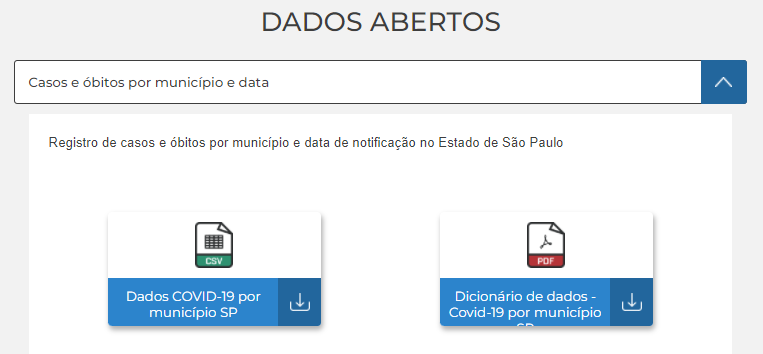 DADOS ABERTOS
Casos e óbitos por município e data
Registro de casos e óbitos por município e data de notificação no Estado de São Paulo
CSV
PDF
Dados COVID-19 por
município SP
Dicionário de dados -
Covid-19 por município
SP